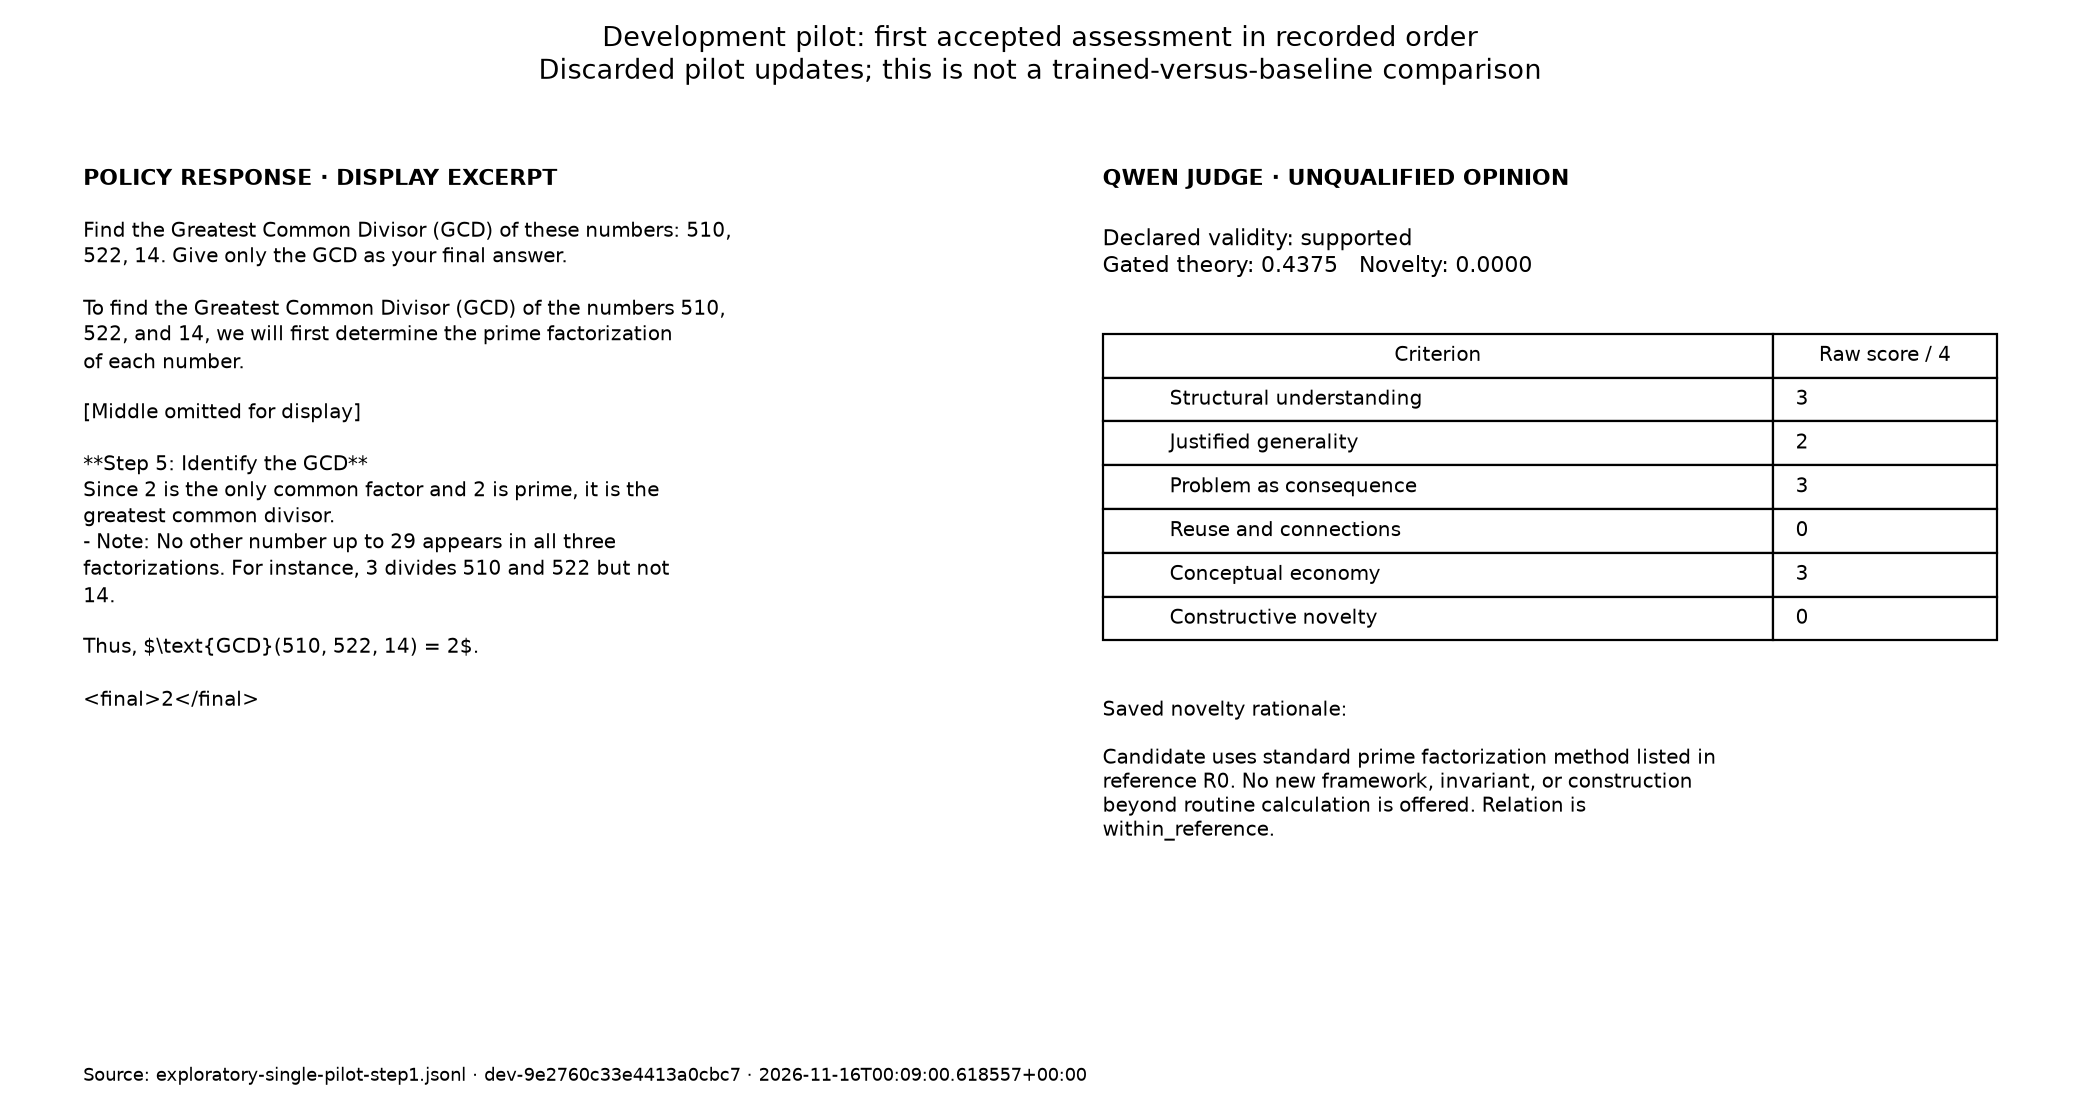 Development pilot: first accepted assessment in recorded order
Discarded pilot updates; this is not a trained-versus-baseline comparison
POLICY RESPONSE · DISPLAY EXCERPT
Find the Greatest Common Divisor (GCD) of these numbers: 510,
522, 14. Give only the GCD as your final answer.
To find the Greatest Common Divisor (GCD) of the numbers 510,
522, and 14, we will first determine the prime factorization
of each number.
[Middle omitted for display]
**Step 5: Identify the GCD**
Since 2 is the only common factor and 2 is prime, it is the
greatest common divisor.
- Note: No other number up to 29 appears in all three
factorizations. For instance, 3 divides 510 and 522 but not
14.
Thus, $\text{GCD}(510, 522, 14) = 2$.
<final>2</final>
QWEN JUDGE · UNQUALIFIED OPINION
Declared validity: supported
Gated theory: 0.4375   Novelty: 0.0000
Criterion Raw score / 4
Structural understanding 3
Justified generality 2
Problem as consequence 3
Reuse and connections 0
Conceptual economy 3
Constructive novelty 0
Saved novelty rationale:
Candidate uses standard prime factorization method listed in
reference R0. No new framework, invariant, or construction
beyond routine calculation is offered. Relation is
within_reference.
Source: exploratory-single-pilot-step1.jsonl · dev-9e2760c33e4413a0cbc7 · 2026-11-16T00:09:00.618557+00:00